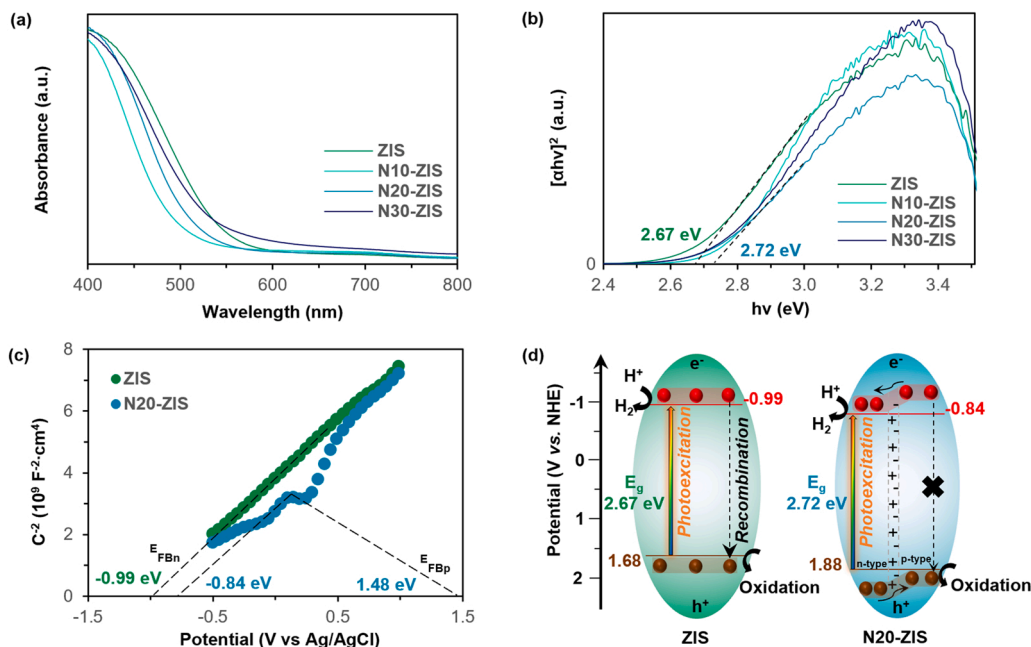 (a)
Absorbance (a.u.)
ZIS
N10-ZIS
N20-ZIS
N30-ZIS
400
500
600
700
800
Wavelength (nm)
(b)
[αhν]² (a.u.)
0
2.67 eV
2.72 eV
ZIS
N10-ZIS
N20-ZIS
N30-ZIS
2.4
2.6
2.8
3.0
3.2
3.4
hν (eV)
(c)
C⁻² (10⁹ F⁻²·cm⁴)
8
6
4
2
0
ZIS
N20-ZIS
E_FBn
E_FBp
-0.99 eV
-0.84 eV
1.48 eV
-1.5
-0.5
0.5
1.5
Potential (V vs Ag/AgCl)
(d)
Potential (V vs. NHE)
-1
0
1
2
e⁻
H⁺
H₂
-0.99
Eg
2.67 eV
Photoexcitation
Recombination
1.68
Oxidation
h⁺
ZIS
e⁻
H⁺
H₂
-0.84
Eg
2.72 eV
Photoexcitation
+ - + - + - + - + - + -
1.88
n-type
p-type
Oxidation
h⁺
N20-ZIS